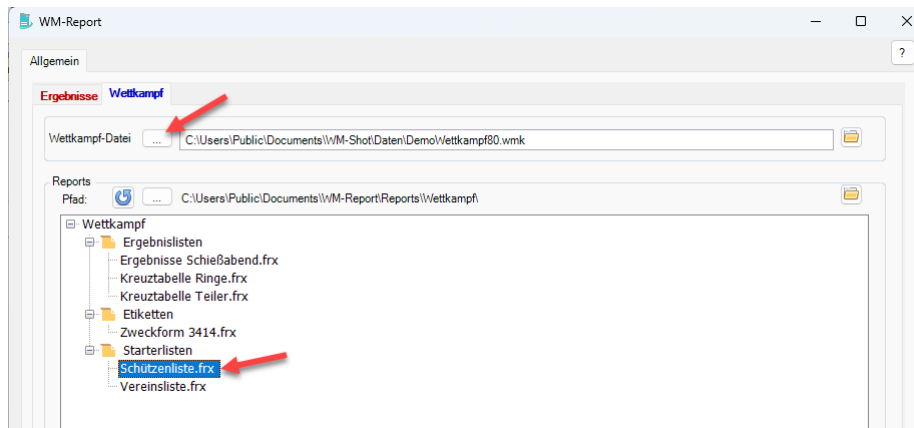 WM-Report
?
Allgemein
Ergebnisse Wettkampf
Wettkampf-Datei ... C:\Users\Public\Documents\WM-Shot\Daten\Demo\Wettkampf80.wmk
Reports
Pfad: ... C:\Users\Public\Documents\WM-Report\Reports\\Wettkampf\
Wettkampf
Ergebnislisten
Ergebnisse Schießabend.frx
Kreuztabelle Ringe.frx
Kreuztabelle Teiler.frx
Etiketten
Zweckform 3414.frx
Starterlisten
Schützenliste.frx
Vereinsliste.frx